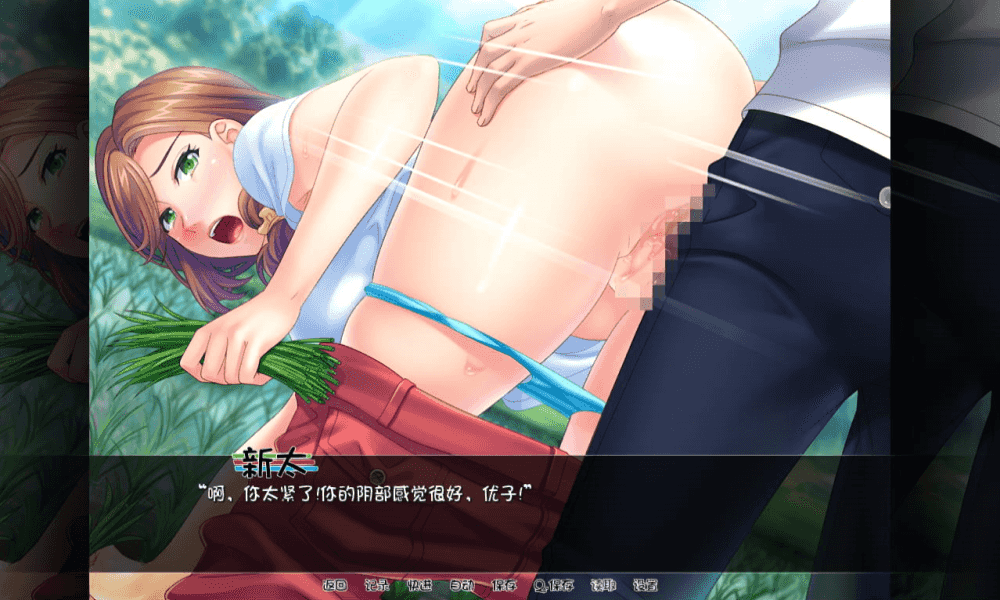 新太
“啊，你太紧了！你的阴部感觉很好，优子！”
返回 记录 快进 自动 保存 Q.保存 读取 设置